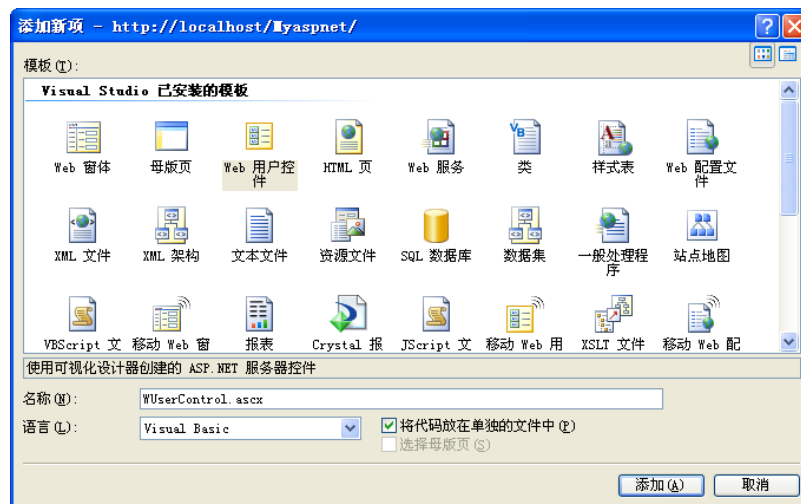 添加新项 - http://localhost/Myaspnet/
模板(T):
Visual Studio 已安装的模板
Web 窗体 母版页 Web 用户控件 HTML 页 Web 服务 类 样式表 Web 配置文件
XML 文件 XML 架构 文本文件 资源文件 SQL 数据库 数据集 一般处理程序 站点地图
VBScript 文 移动 Web 窗 报表 Crystal 报 JScript 文 移动 Web 用 XSLT 文件 移动 Web 配
使用可视化设计器创建的 ASP.NET 服务器控件
名称(N): WUserControl.ascx
语言(L): Visual Basic 将代码放在单独的文件中(P)
选择母版页(S)
添加(A) 取消